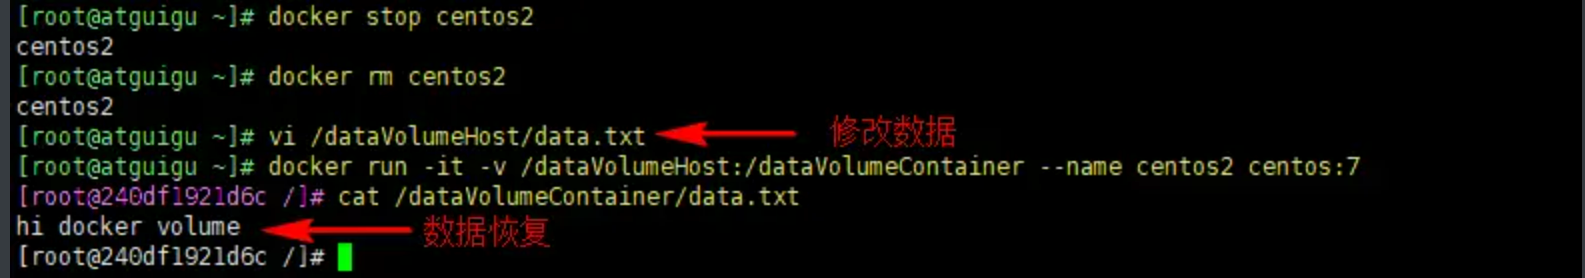 [root@atguigu ~]# docker stop centos2
centos2
[root@atguigu ~]# docker rm centos2
centos2
[root@atguigu ~]# vi /dataVolumeHost/data.txt 修改数据
[root@atguigu ~]# docker run -it -v /dataVolumeHost:/dataVolumeContainer --name centos2 centos:7
[root@240df1921d6c /]# cat /dataVolumeContainer/data.txt
hi docker volume 数据恢复
[root@240df1921d6c /]#